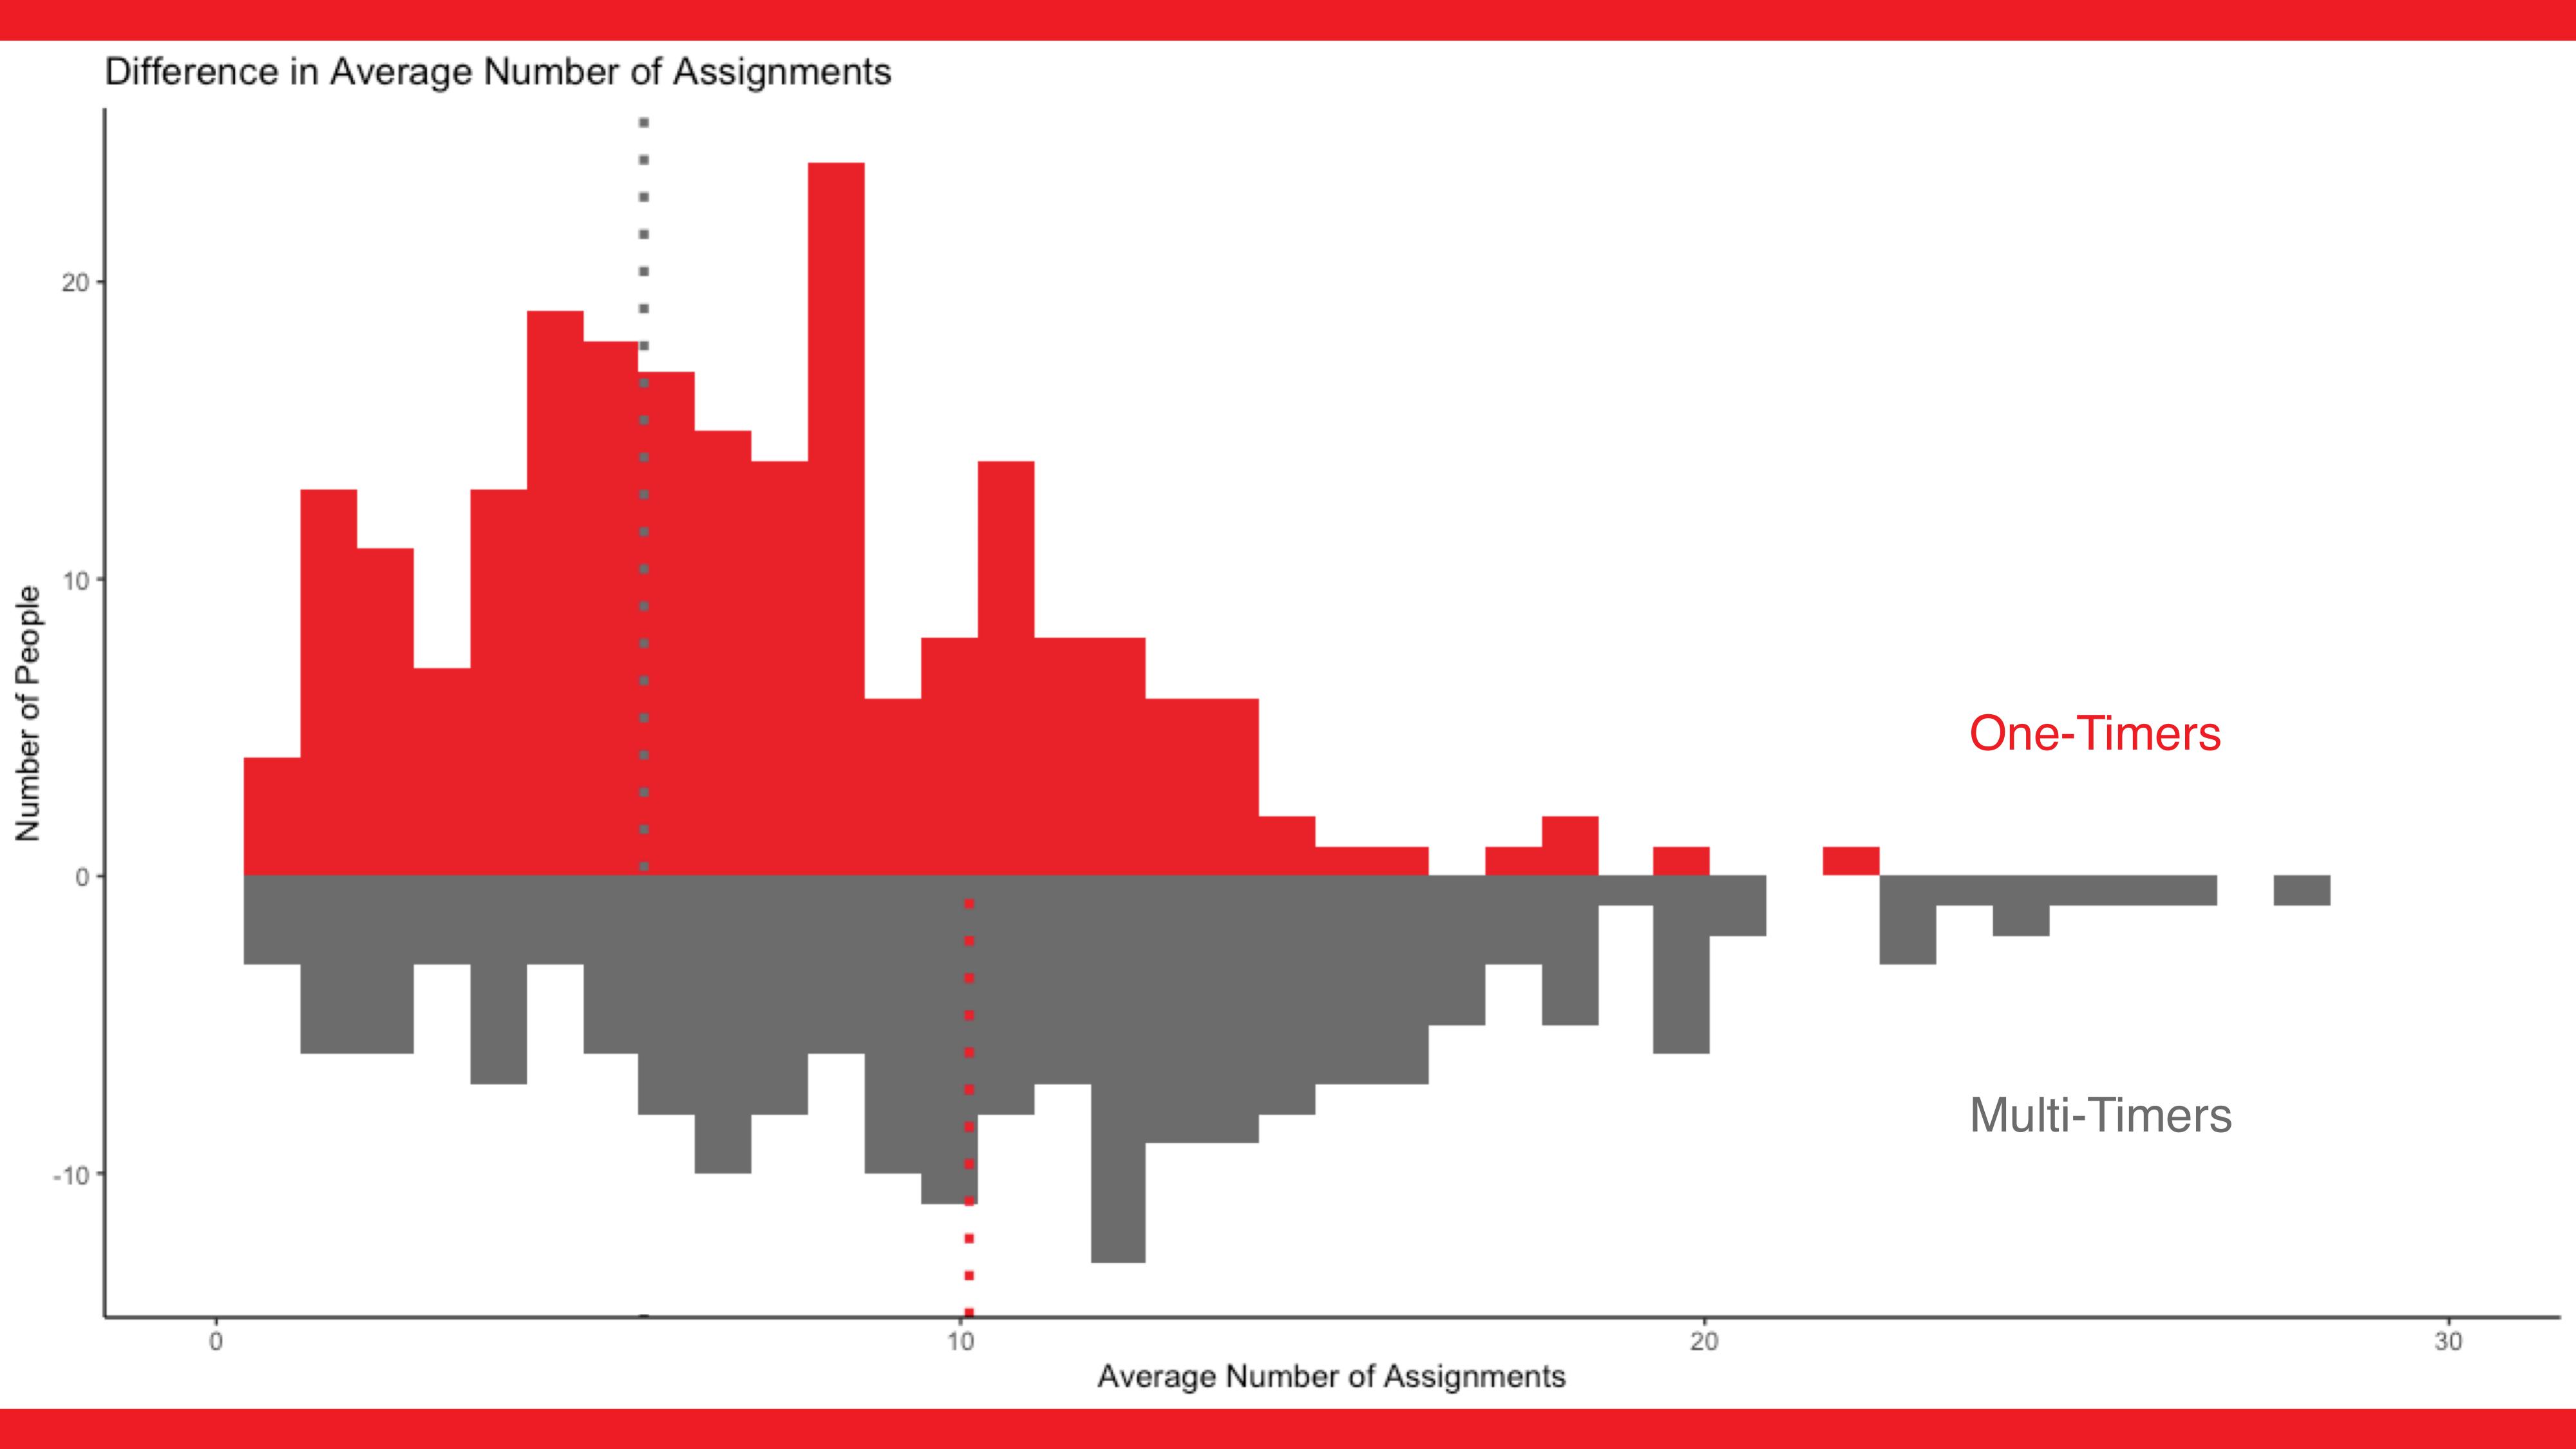 Difference in Average Number of Assignments
20
10
0
-10
Number of People
One-Timers
Multi-Timers
0
10
20
30
Average Number of Assignments